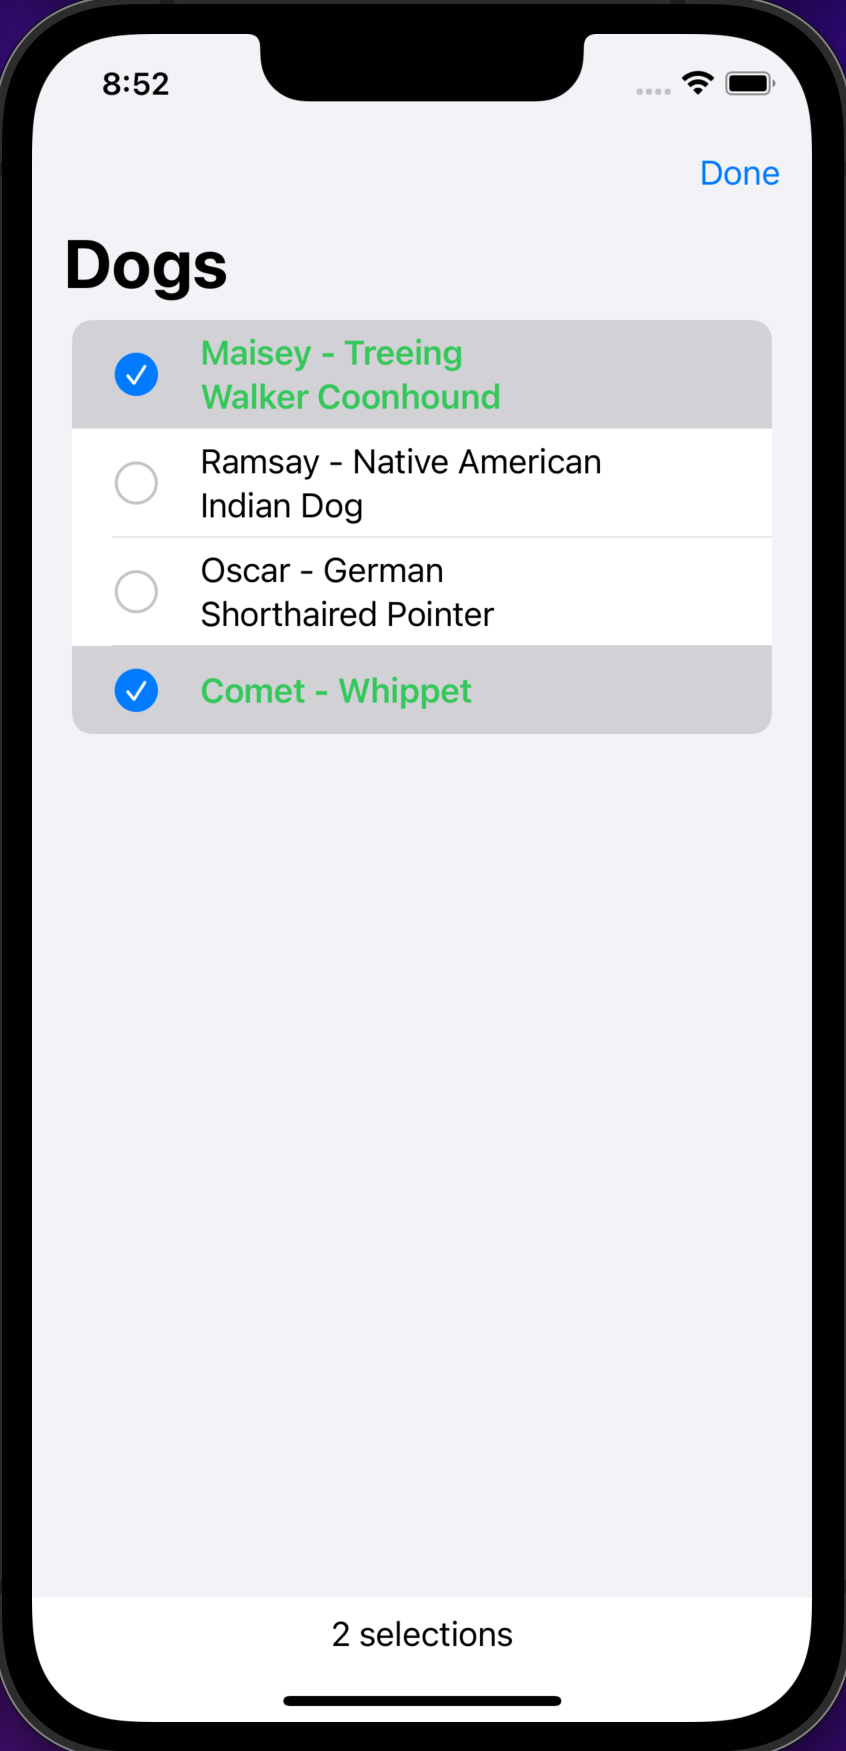 8:52
Done
Dogs
Maisey - Treeing
Walker Coonhound
Ramsay - Native American
Indian Dog
Oscar - German
Shorthaired Pointer
Comet - Whippet
2 selections